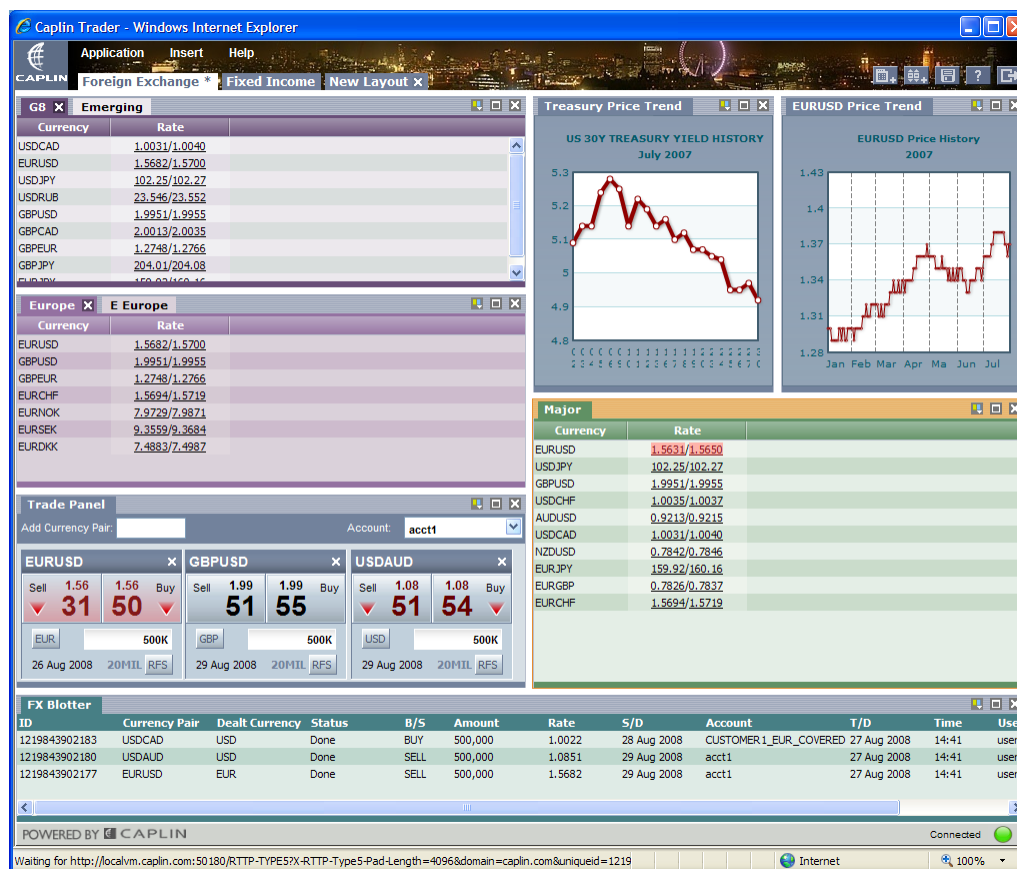 Caplin Trader - Windows Internet Explorer
CAPLIN
Application Insert Help
Foreign Exchange * Fixed Income New Layout
G8 Emerging
Currency Rate
USDCAD 1.0031/1.0040
EURUSD 1.5682/1.5700
USDJPY 102.25/102.27
USDRUB 23.546/23.552
GBPUSD 1.9951/1.9955
GBPCAD 2.0013/2.0035
GBPEUR 1.2748/1.2766
GBPJPY 204.01/204.08
EURJPY 159.92/160.16
Treasury Price Trend
US 30Y TREASURY YIELD HISTORY
July 2007
5.3
5.2
5.1
5
4.9
4.8
EURUSD Price Trend
EURUSD Price History
2007
1.43
1.4
1.37
1.34
1.31
1.28
Jan Feb Mar Apr Ma Jun Jul
Europe E Europe
Currency Rate
EURUSD 1.5682/1.5700
GBPUSD 1.9951/1.9955
GBPEUR 1.2748/1.2766
EURCHF 1.5694/1.5719
EURNOK 7.9729/7.9871
EURSEK 9.3559/9.3684
EURDKK 7.4883/7.4987
Major
Currency Rate
EURUSD 1.5631/1.5650
USDJPY 102.25/102.27
GBPUSD 1.9951/1.9955
USDCHF 1.0035/1.0037
AUDUSD 0.9213/0.9215
USDCAD 1.0031/1.0040
NZDUSD 0.7842/0.7846
EURJPY 159.92/160.16
EURGBP 0.7826/0.7837
EURCHF 1.5694/1.5719
Trade Panel
Add Currency Pair: Account: acct1
EURUSD
Sell 1.56 31 1.56 50 Buy
EUR 500K
26 Aug 2008 20MIL RFS
GBPUSD
Sell 1.99 51 1.99 55 Buy
GBP 500K
29 Aug 2008 20MIL RFS
USDAUD
Sell 1.08 51 1.08 54 Buy
USD 500K
29 Aug 2008 20MIL RFS
FX Blotter
ID Currency Pair Dealt Currency Status B/S Amount Rate S/D Account T/D Time Use
1219843902183 USDCAD USD Done BUY 500,000 1.0022 28 Aug 2008 CUSTOMER1_EUR_COVERED 27 Aug 2008 14:41 user
1219843902180 USDAUD USD Done SELL 500,000 1.0851 29 Aug 2008 acct1 27 Aug 2008 14:41 user
1219843902177 EURUSD EUR Done SELL 500,000 1.5682 29 Aug 2008 acct1 27 Aug 2008 14:41 user
POWERED BY CAPLIN
Connected
Waiting for http://localvm.caplin.com:50180/RTTP-TYPE5?X-RTTP-Type5-Pad-Length=4096&domain=caplin.com&uniqueid=1219 Internet 100%